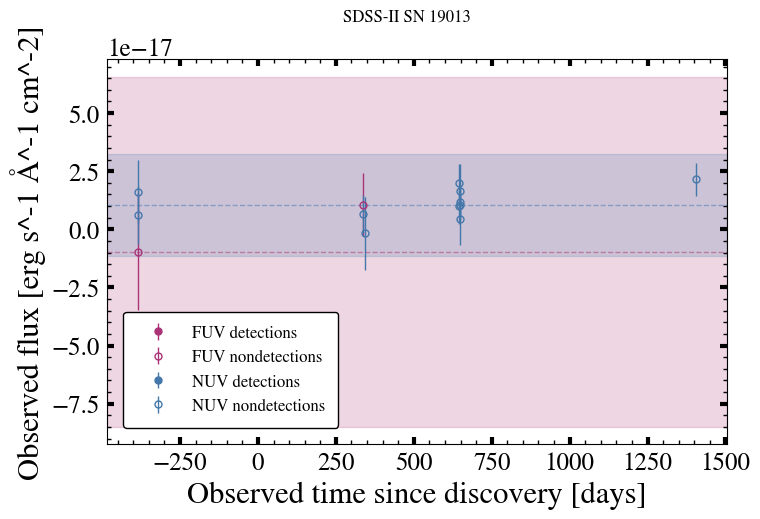 SDSS-II SN 19013
1e−17
Observed flux [erg s^-1 Å^-1 cm^-2]
5.0
2.5
0.0
−2.5
−5.0
−7.5
FUV detections
FUV nondetections
NUV detections
NUV nondetections
−250 0 250 500 750 1000 1250 1500
Observed time since discovery [days]